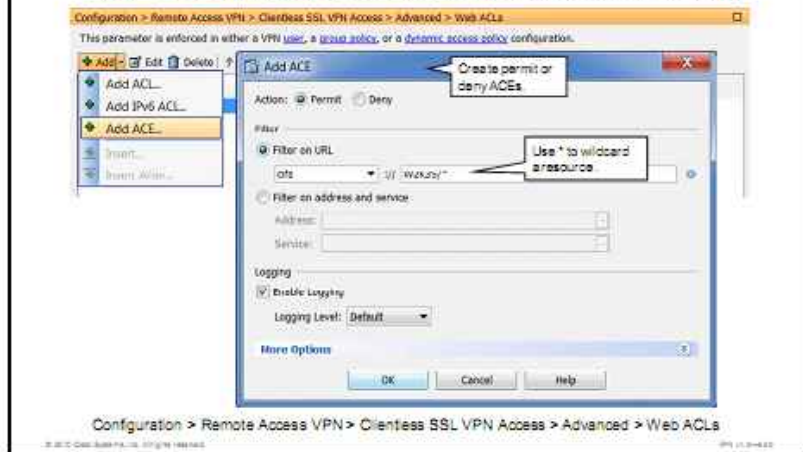 Configuration > Remote Access VPN > Clientless SSL VPN Access > Advanced > Web ACLs
This parameter is enforced in either a VPN user, a group policy, or a dynamic access policy configuration.
Add Edit Delete
Add ACL...
Add IPv6 ACL...
Add ACE...
Insert...
Insert After...
Add ACE
Create permit or
deny ACEs.
Action: Permit Deny
Filter
Filter on URL
cifs ://
Use * to wildcard
a resource.
Filter on address and service
Address:
Service:
Logging
Enable Logging
Logging Level: Default
More Options
OK Cancel Help
Configuration > Remote Access VPN > Clientless SSL VPN Access > Advanced > Web ACLs